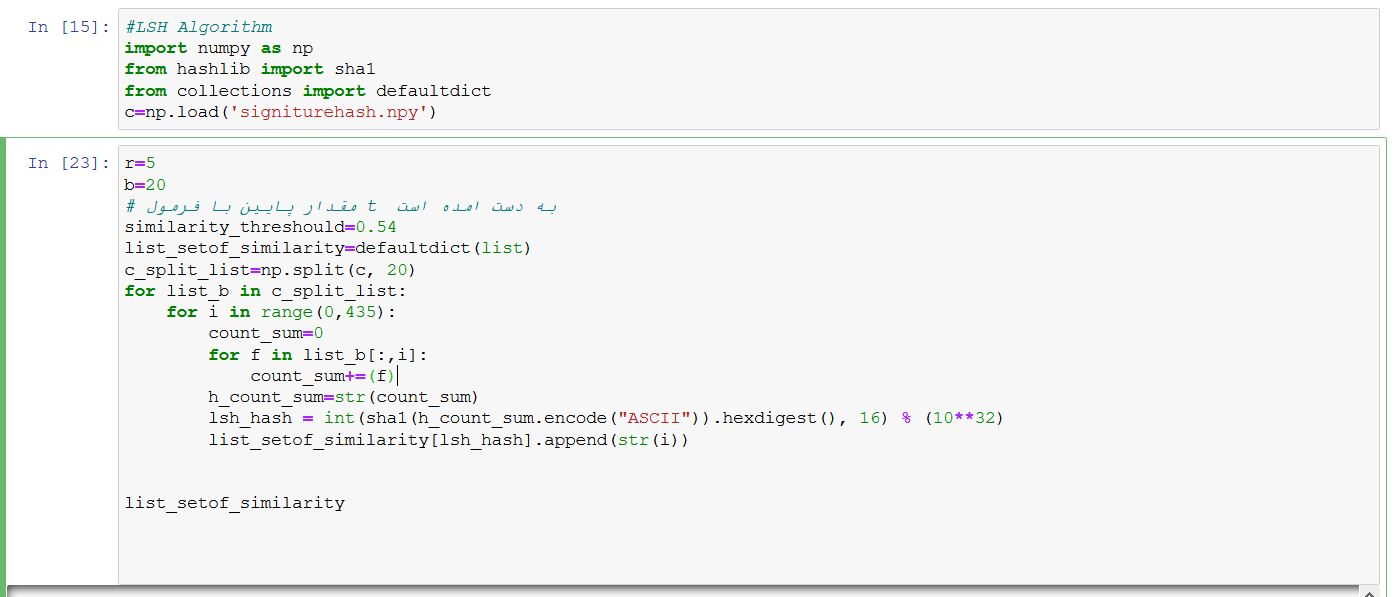 In [15]: #LSH Algorithm
import numpy as np
from hashlib import sha1
from collections import defaultdict
c=np.load('signiturehash.npy')
In [23]: r=5
b=20
# مقدار پایین با فرمول t به دست امده است
similarity_threshould=0.54
list_setof_similarity=defaultdict(list)
c_split_list=np.split(c, 20)
for list_b in c_split_list:
    for i in range(0,435):
        count_sum=0
        for f in list_b[:,i]:
            count_sum+=(f)
        h_count_sum=str(count_sum)
        lsh_hash = int(sha1(h_count_sum.encode("ASCII")).hexdigest(), 16) % (10**32)
        list_setof_similarity[lsh_hash].append(str(i))
list_setof_similarity